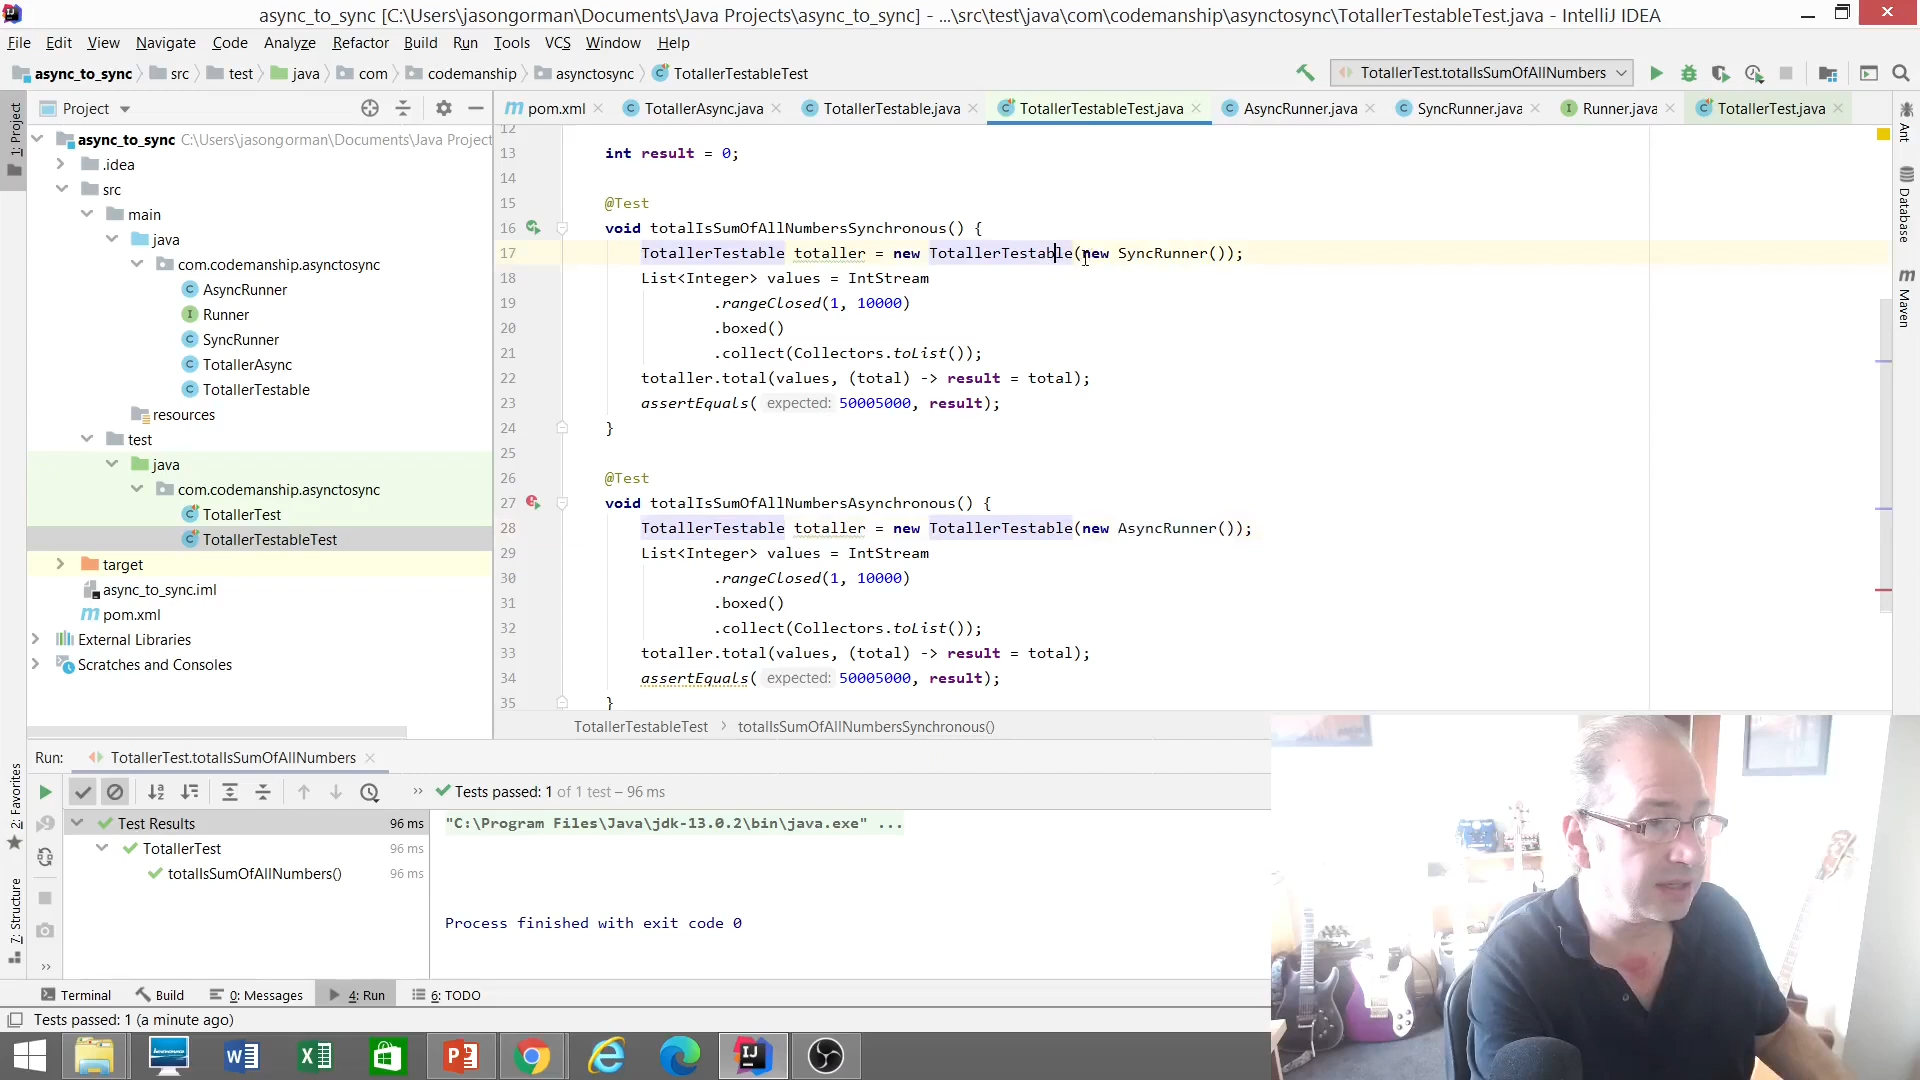 async_to_sync [C:\Users\jasongorman\Documents\Java Projects\async_to_sync] - ...\src\test\java\com\codemanship\asynctosync\TotallerTestableTest.java - IntelliJ IDEA
File Edit View Navigate Code Analyze Refactor Build Run Tools VCS Window Help
async_to_sync src test java com codemanship asynctosync TotallerTestableTest
TotallerTest.totalIsSumOfAllNumbers
1: Project
Project
pom.xml TotallerAsync.java TotallerTestable.java TotallerTestableTest.java AsyncRunner.java SyncRunner.java Runner.java TotallerTest.java
async_to_sync C:\Users\jasongorman\Documents\Java Project
.idea
src
main
java
com.codemanship.asynctosync
AsyncRunner
Runner
SyncRunner
TotallerAsync
TotallerTestable
resources
test
java
com.codemanship.asynctosync
TotallerTest
TotallerTestableTest
target
async_to_sync.iml
pom.xml
External Libraries
Scratches and Consoles
12
13 int result = 0;
14
15 @Test
16 void totalIsSumOfAllNumbersSynchronous() {
17 TotallerTestable totaller = new TotallerTestable(new SyncRunner());
18 List<Integer> values = IntStream
19 .rangeClosed(1, 10000)
20 .boxed()
21 .collect(Collectors.toList());
22 totaller.total(values, (total) -> result = total);
23 assertEquals( expected: 50005000, result);
24 }
25
26 @Test
27 void totalIsSumOfAllNumbersAsynchronous() {
28 TotallerTestable totaller = new TotallerTestable(new AsyncRunner());
29 List<Integer> values = IntStream
30 .rangeClosed(1, 10000)
31 .boxed()
32 .collect(Collectors.toList());
33 totaller.total(values, (total) -> result = total);
34 assertEquals( expected: 50005000, result);
35 }
TotallerTestableTest totalIsSumOfAllNumbersSynchronous()
Ant
Database
Maven
Run: TotallerTest.totalIsSumOfAllNumbers
Tests passed: 1 of 1 test – 96 ms
Test Results 96 ms
TotallerTest 96 ms
totalIsSumOfAllNumbers() 96 ms
"C:\Program Files\Java\jdk-13.0.2\bin\java.exe" ...
Process finished with exit code 0
2: Favorites
7: Structure
Terminal Build 0: Messages 4: Run 6: TODO
Tests passed: 1 (a minute ago)